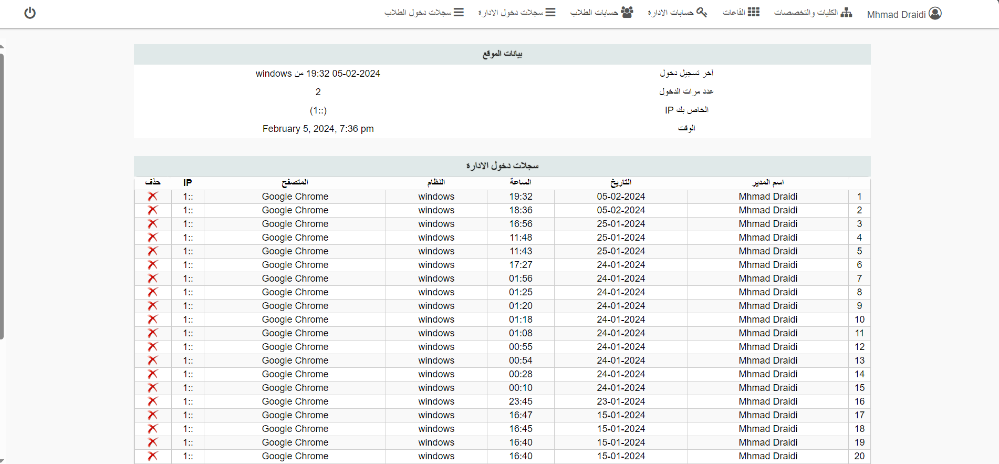 Mhmad Draidi الكليات والتخصصات القاعات حسابات الادارة حسابات الطلاب سجلات دخول الادارة سجلات دخول الطلاب
بيانات الموقع
آخر تسجيل دخول 05-02-2024 19:32 من windows
عدد مرات الدخول 2
IP الخاص بك (::1)
الوقت February 5, 2024, 7:36 pm
سجلات دخول الادارة
اسم المدير التاريخ الساعة النظام المتصفح IP حذف
1 Mhmad Draidi 05-02-2024 19:32 windows Google Chrome 1::
2 Mhmad Draidi 05-02-2024 18:36 windows Google Chrome 1::
3 Mhmad Draidi 25-01-2024 16:56 windows Google Chrome 1::
4 Mhmad Draidi 25-01-2024 11:48 windows Google Chrome 1::
5 Mhmad Draidi 25-01-2024 11:43 windows Google Chrome 1::
6 Mhmad Draidi 24-01-2024 17:27 windows Google Chrome 1::
7 Mhmad Draidi 24-01-2024 01:56 windows Google Chrome 1::
8 Mhmad Draidi 24-01-2024 01:25 windows Google Chrome 1::
9 Mhmad Draidi 24-01-2024 01:20 windows Google Chrome 1::
10 Mhmad Draidi 24-01-2024 01:18 windows Google Chrome 1::
11 Mhmad Draidi 24-01-2024 01:08 windows Google Chrome 1::
12 Mhmad Draidi 24-01-2024 00:55 windows Google Chrome 1::
13 Mhmad Draidi 24-01-2024 00:54 windows Google Chrome 1::
14 Mhmad Draidi 24-01-2024 00:28 windows Google Chrome 1::
15 Mhmad Draidi 24-01-2024 00:10 windows Google Chrome 1::
16 Mhmad Draidi 23-01-2024 23:45 windows Google Chrome 1::
17 Mhmad Draidi 15-01-2024 16:47 windows Google Chrome 1::
18 Mhmad Draidi 15-01-2024 16:45 windows Google Chrome 1::
19 Mhmad Draidi 15-01-2024 16:40 windows Google Chrome 1::
20 Mhmad Draidi 15-01-2024 16:40 windows Google Chrome 1::